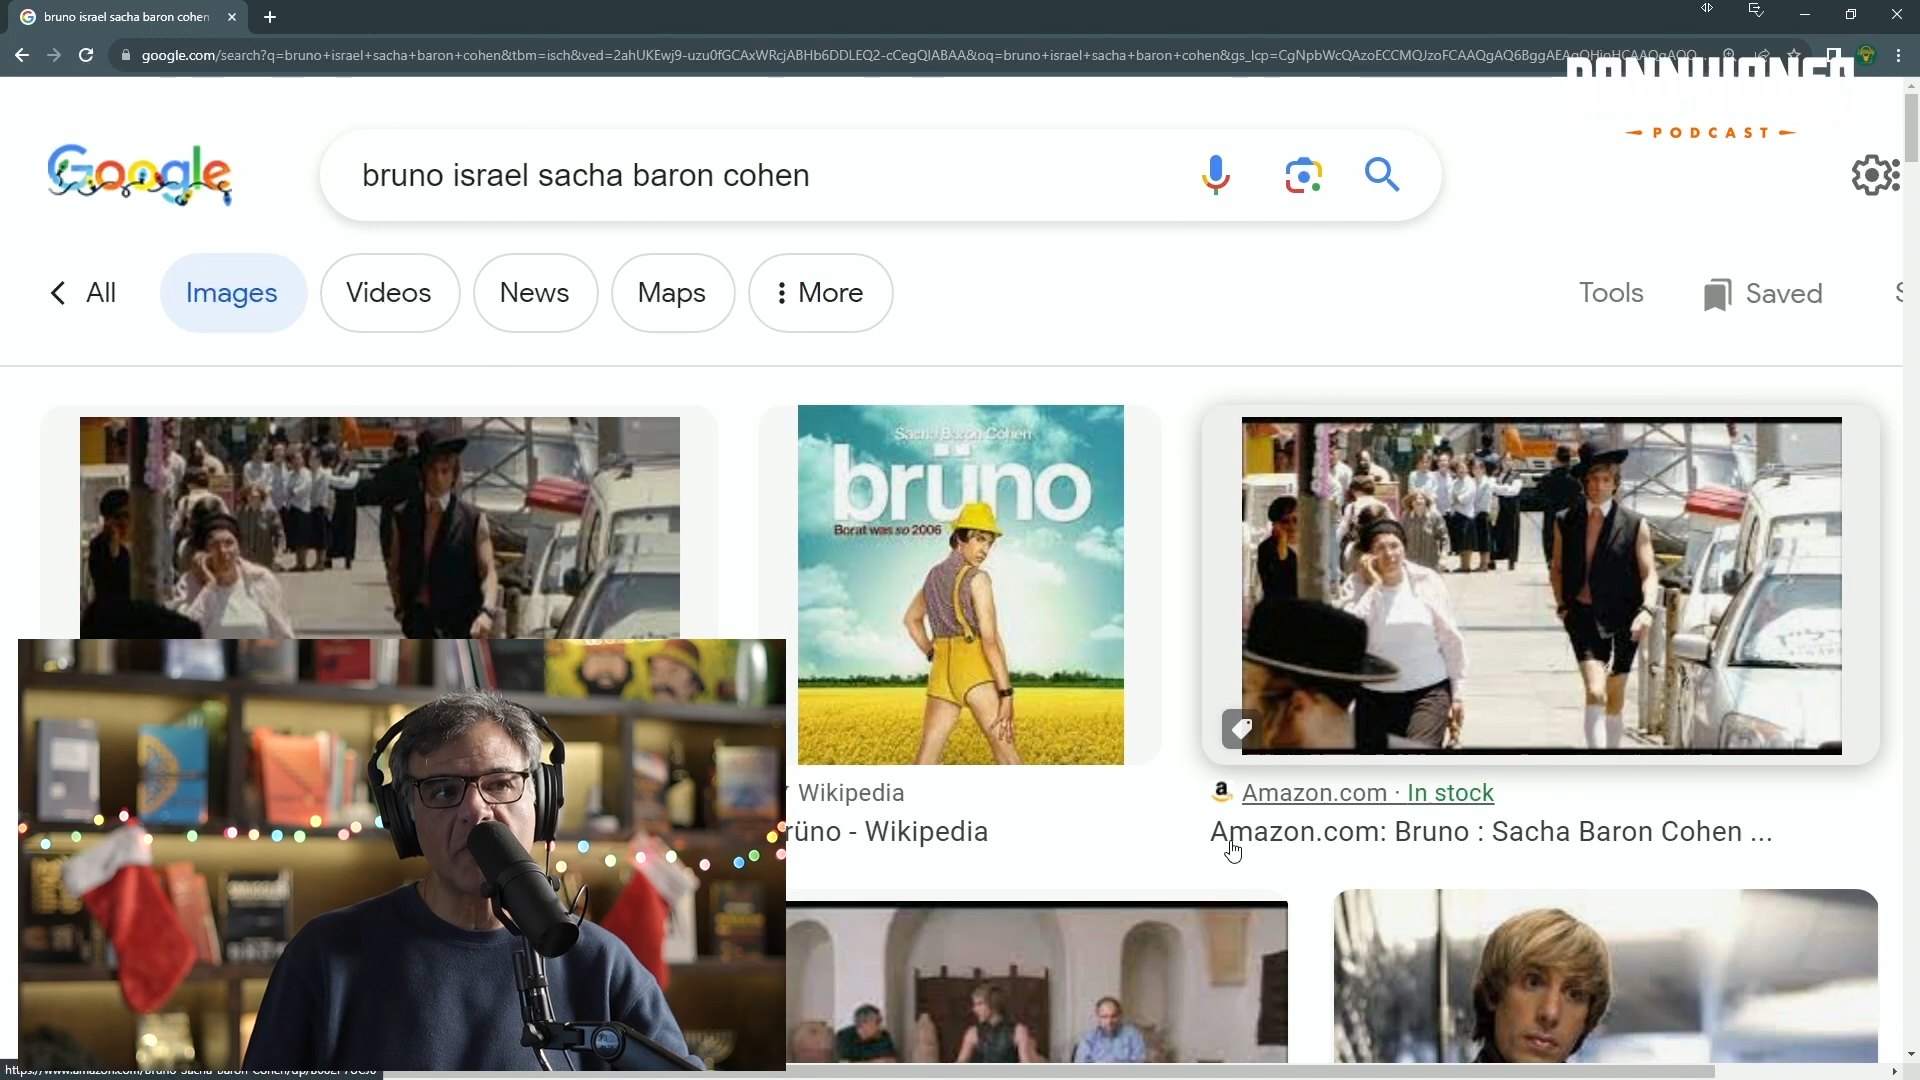 bruno israel sacha baron cohen
google.com/search?q=bruno+israel+sacha+baron+cohen&tbm=isch&ved=2ahUKEwj9-uzu0fGCAxWRcjABHb6DDLEQ2-cCegQIABAA&oq=bruno+israel+sacha+baron+cohen&gs_lcp=CgNpbWcQAzoECCMQJzoFCAAQgAQ6BggAEAgQHjoHCAAQgAQQ...
PODCAST
Google
bruno israel sacha baron cohen
All
Images
Videos
News
Maps
More
Tools
Saved
Sacha Baron Cohen
brüno
Borat was so 2006
Wikipedia
rüno - Wikipedia
Amazon.com · In stock
Amazon.com: Bruno : Sacha Baron Cohen ...